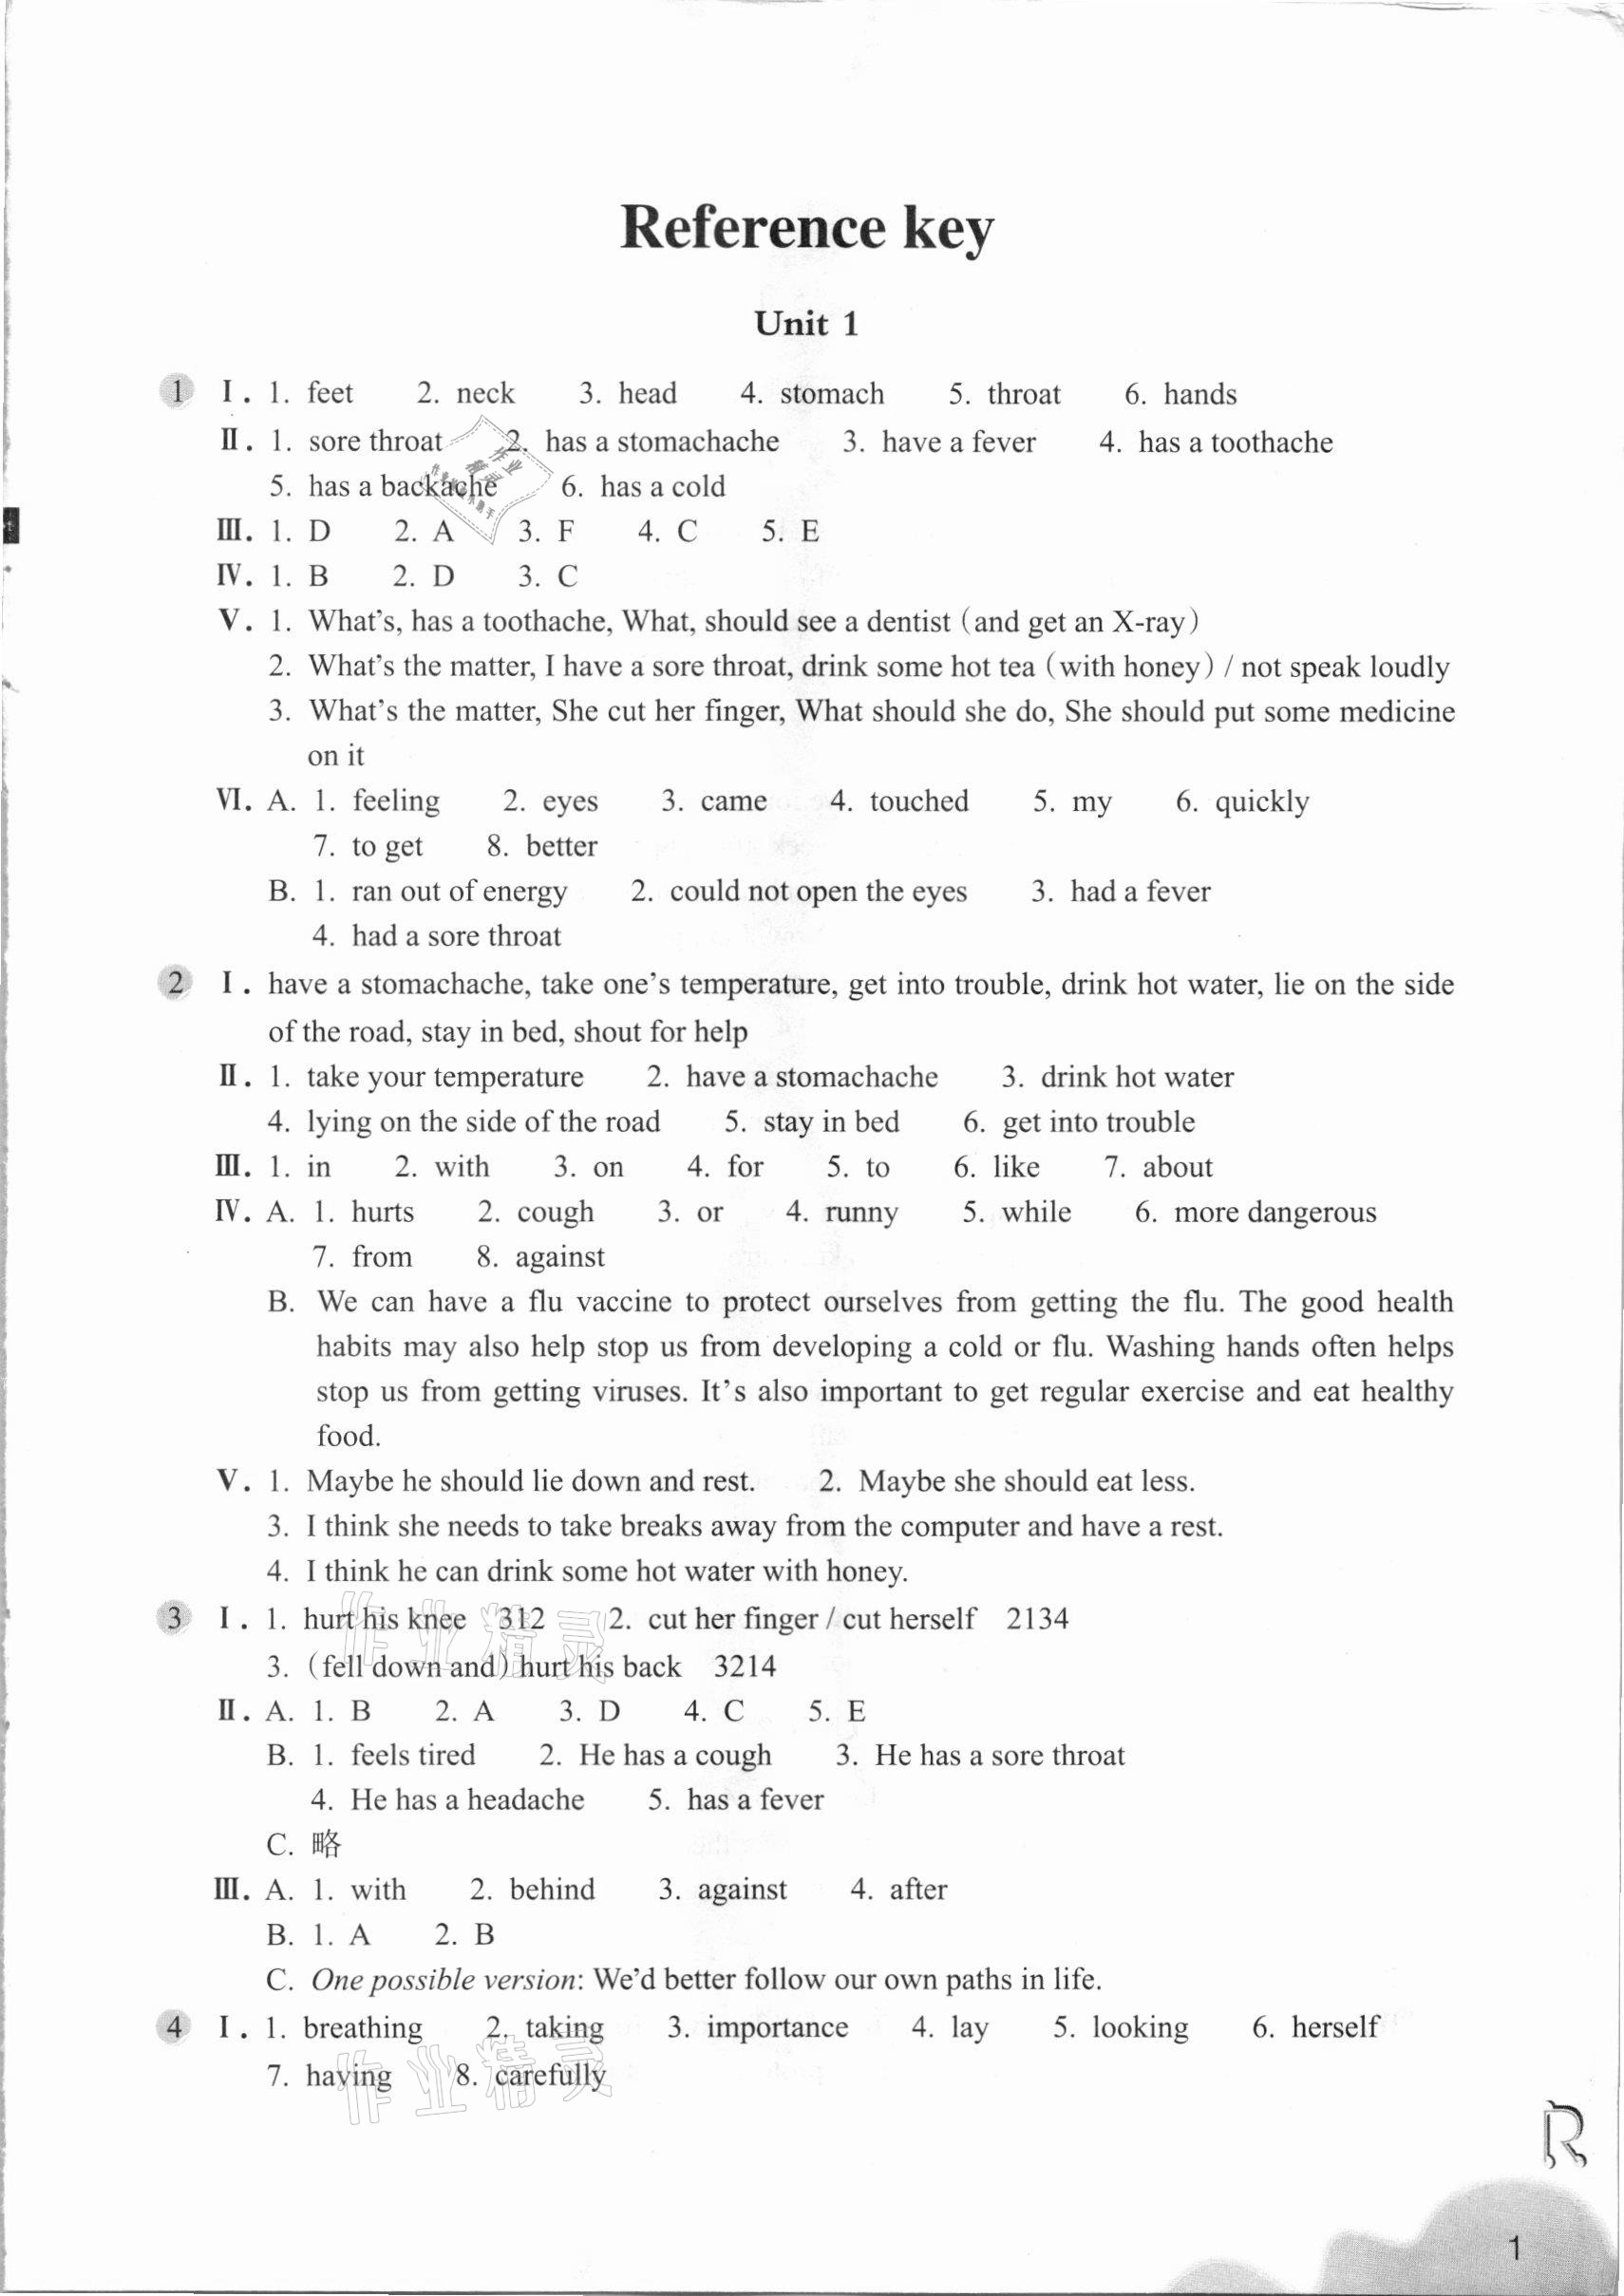 Reference key
Unit 1
1 Ⅰ. 1. feet 2. neck 3. head 4. stomach 5. throat 6. hands
Ⅱ. 1. sore throat 2. has a stomachache 3. have a fever 4. has a toothache
5. has a backache 6. has a cold
Ⅲ. 1. D 2. A 3. F 4. C 5. E
Ⅳ. 1. B 2. D 3. C
Ⅴ. 1. What's, has a toothache, What, should see a dentist (and get an X-ray)
2. What's the matter, I have a sore throat, drink some hot tea (with honey) / not speak loudly
3. What's the matter, She cut her finger, What should she do, She should put some medicine
on it
Ⅵ. A. 1. feeling 2. eyes 3. came 4. touched 5. my 6. quickly
7. to get 8. better
B. 1. ran out of energy 2. could not open the eyes 3. had a fever
4. had a sore throat
2 Ⅰ. have a stomachache, take one's temperature, get into trouble, drink hot water, lie on the side
of the road, stay in bed, shout for help
Ⅱ. 1. take your temperature 2. have a stomachache 3. drink hot water
4. lying on the side of the road 5. stay in bed 6. get into trouble
Ⅲ. 1. in 2. with 3. on 4. for 5. to 6. like 7. about
Ⅳ. A. 1. hurts 2. cough 3. or 4. runny 5. while 6. more dangerous
7. from 8. against
B. We can have a flu vaccine to protect ourselves from getting the flu. The good health
habits may also help stop us from developing a cold or flu. Washing hands often helps
stop us from getting viruses. It's also important to get regular exercise and eat healthy
food.
Ⅴ. 1. Maybe he should lie down and rest. 2. Maybe she should eat less.
3. I think she needs to take breaks away from the computer and have a rest.
4. I think he can drink some hot water with honey.
3 Ⅰ. 1. hurt his knee 312 2. cut her finger / cut herself 2134
3. (fell down and) hurt his back 3214
作业精灵
Ⅱ. A. 1. B 2. A 3. D 4. C 5. E
B. 1. feels tired 2. He has a cough 3. He has a sore throat
4. He has a headache 5. has a fever
C. 略
Ⅲ. A. 1. with 2. behind 3. against 4. after
B. 1. A 2. B
C. One possible version: We'd better follow our own paths in life.
4 Ⅰ. 1. breathing 2. taking 3. importance 4. lay 5. looking 6. herself
7. having 8. carefully
作业精灵
R
1